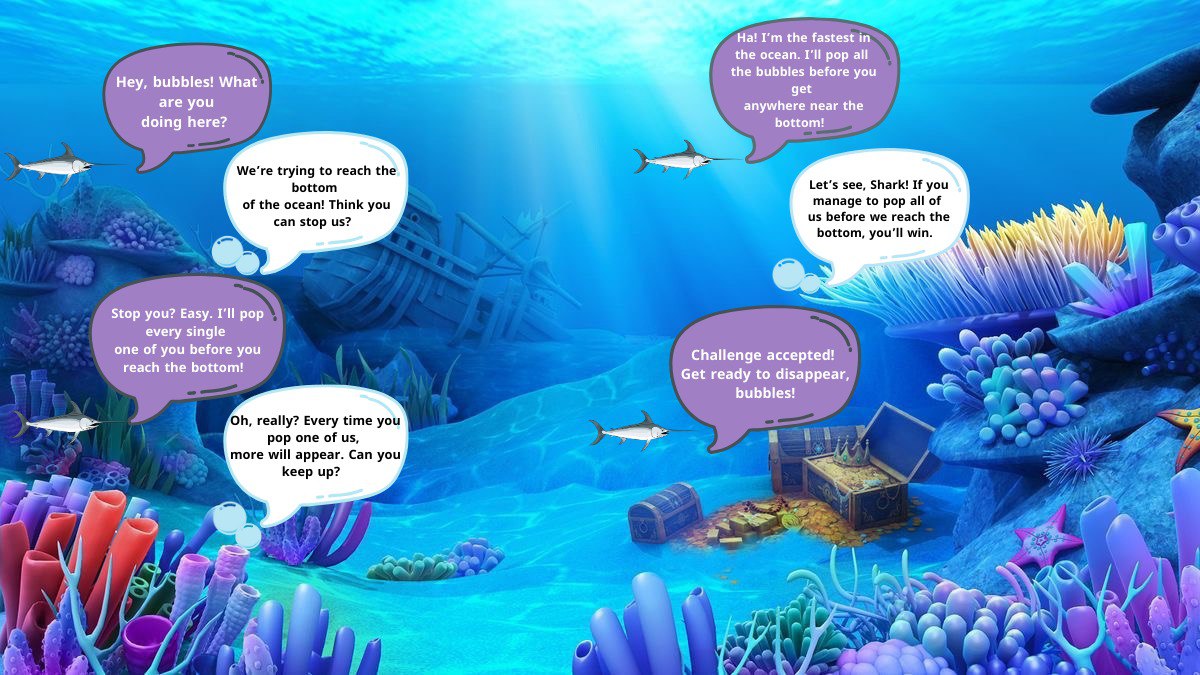 Hey, bubbles! What
are you
doing here?
We’re trying to reach the
bottom
of the ocean! Think you
can stop us?
Stop you? Easy. I’ll pop
every single
one of you before you
reach the bottom!
Oh, really? Every time you
pop one of us,
more will appear. Can you
keep up?
Ha! I’m the fastest in
the ocean. I’ll pop all
the bubbles before you
get
anywhere near the
bottom!
Let’s see, Shark! If you
manage to pop all of
us before we reach the
bottom, you’ll win.
Challenge accepted!
Get ready to disappear,
bubbles!